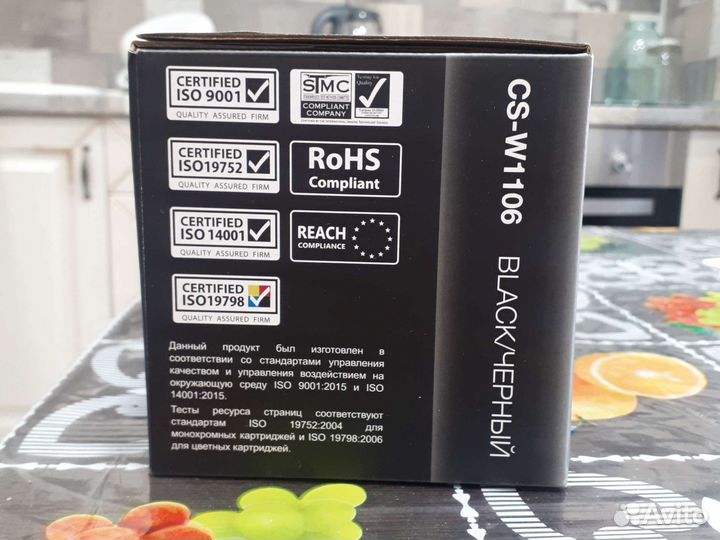 CERTIFIED
ISO 9001
QUALITY ASSURED FIRM
STMC
COMPLIANT
COMPANY
Testing for
Quality
CERTIFIED
ISO19752
QUALITY ASSURED FIRM
RoHS
Compliant
CERTIFIED
ISO 14001
QUALITY ASSURED FIRM
REACH
COMPLIANCE
CERTIFIED
ISO19798
QUALITY ASSURED FIRM
Данный продукт был изготовлен в
соответствии со стандартами управления
качеством и управления воздействием на
окружающую среду ISO 9001:2015 и ISO
14001:2015.
Тесты ресурса страниц соответствуют
стандартам ISO 19752:2004 для
монохромных картриджей и ISO 19798:2006
для цветных картриджей.
CS-W1106 BLACK/ЧЕРНЫЙ
Avito